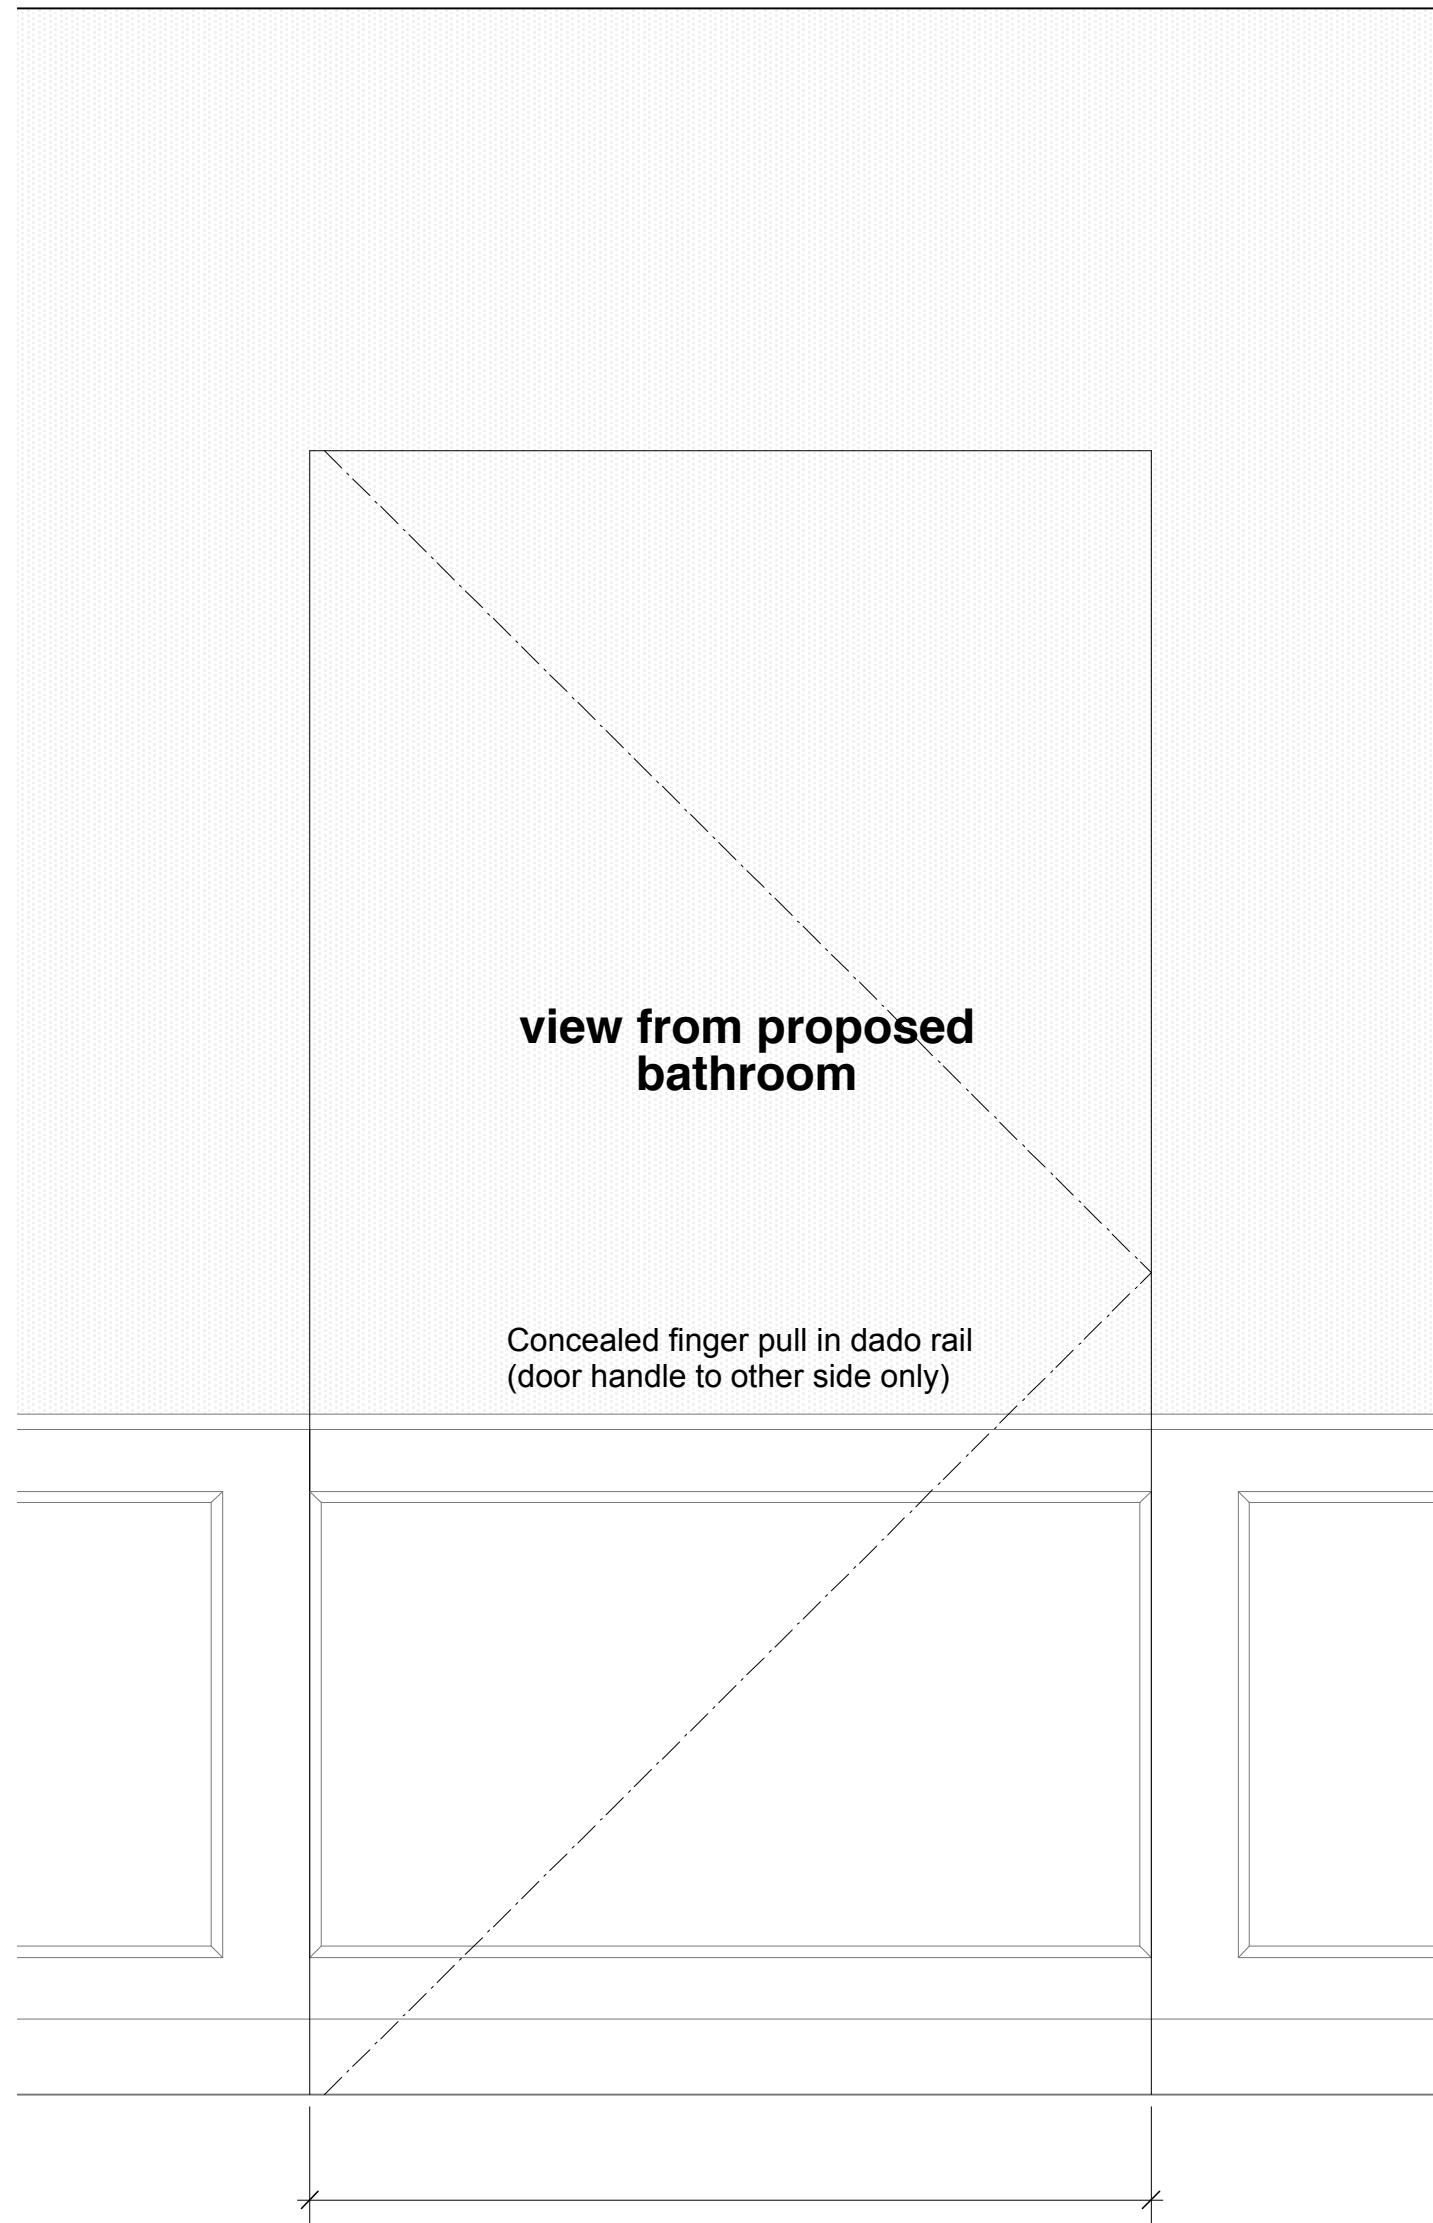 view from proposed
bathroom
Concealed finger pull in dado rail
(door handle to other side only)